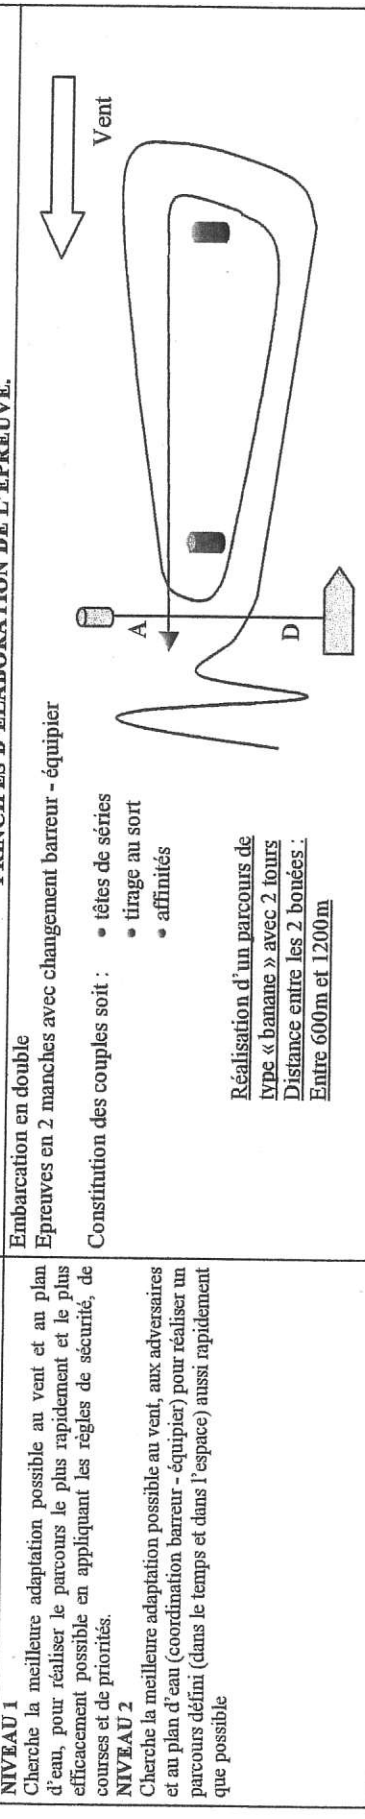 PRINCIPES D'ELABORATION DE L'EPREUVE.
NIVEAU 1
Cherche la meilleure adaptation possible au vent et au plan
d'eau, pour réaliser le parcours le plus rapidement et le plus
efficacement possible en appliquant les règles de sécurité, de
courses et de priorités.
NIVEAU 2
Cherche la meilleure adaptation possible au vent, aux adversaires
et au plan d'eau (coordination barreur - équipier) pour réaliser un
parcours défini (dans le temps et dans l'espace) aussi rapidement
que possible
Embarcation en double
Epreuves en 2 manches avec changement barreur - équipier
Constitution des couples soit : • têtes de séries
• tirage au sort
• affinités
Réalisation d'un parcours de
type « banane » avec 2 tours
Distance entre les 2 bouées :
Entre 600m et 1200m
A
D
Vent